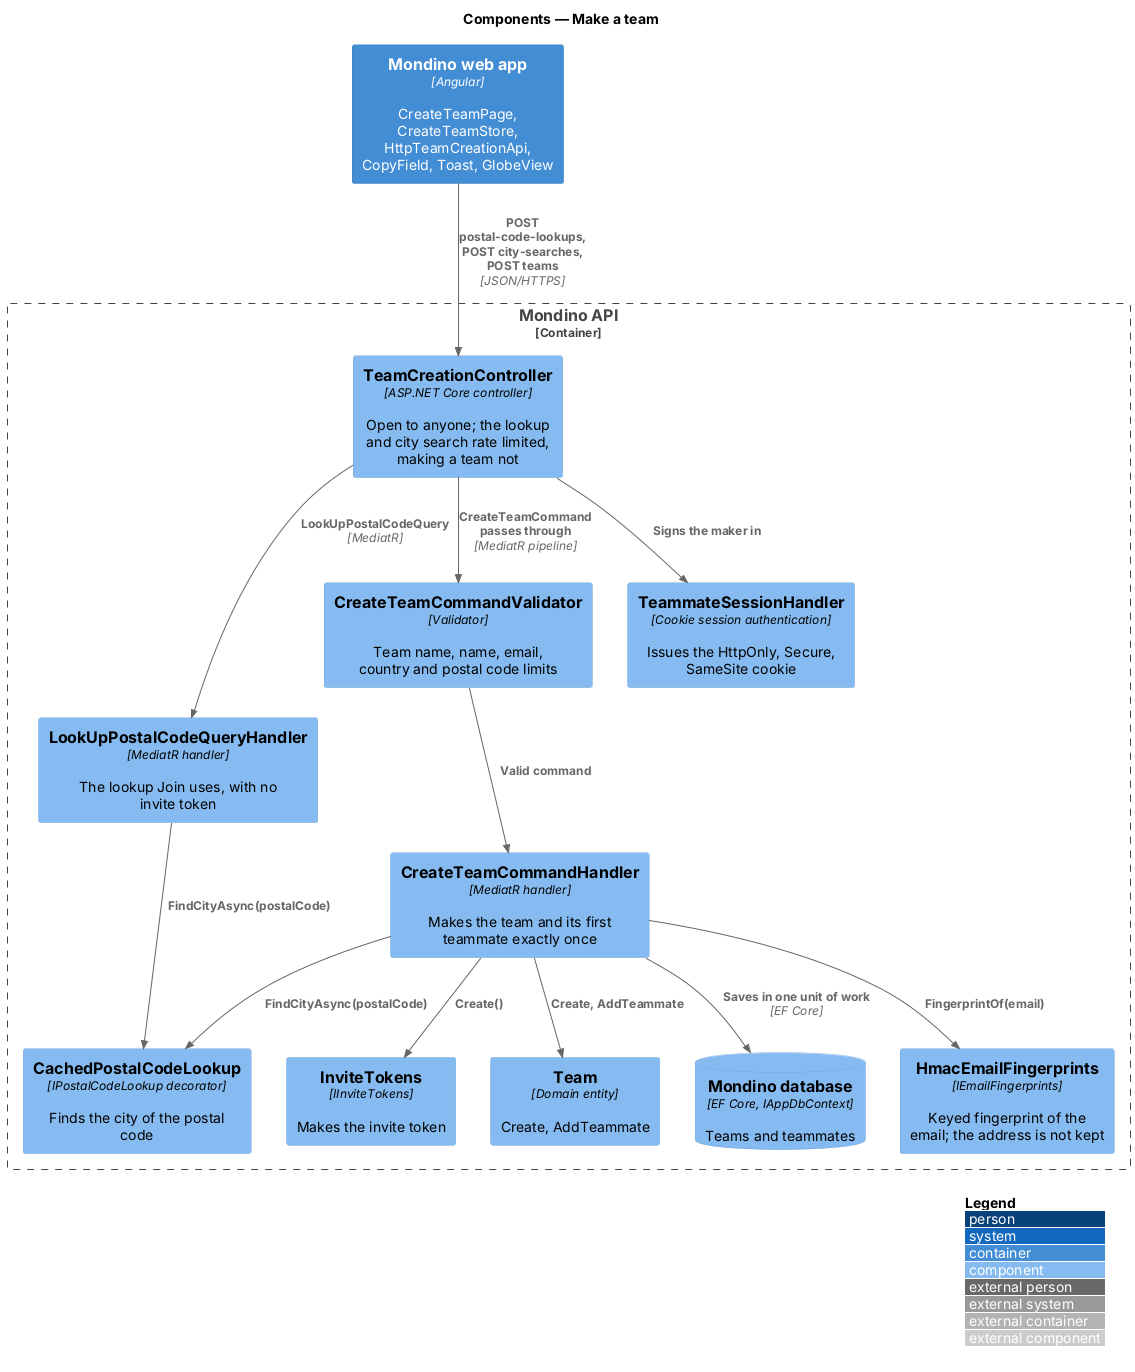 Components — Make a team
Mondino web app
[Angular]
CreateTeamPage,
CreateTeamStore,
HttpTeamCreationApi,
CopyField, Toast, GlobeView
POST
postal-code-lookups,
POST city-searches,
POST teams
[JSON/HTTPS]
Mondino API
[Container]
TeamCreationController
[ASP.NET Core controller]
Open to anyone; the lookup
and city search rate limited,
making a team not
LookUpPostalCodeQuery
[MediatR]
CreateTeamCommand
passes through
[MediatR pipeline]
Signs the maker in
CreateTeamCommandValidator
[Validator]
Team name, name, email,
country and postal code limits
TeammateSessionHandler
[Cookie session authentication]
Issues the HttpOnly, Secure,
SameSite cookie
LookUpPostalCodeQueryHandler
[MediatR handler]
The lookup Join uses, with no
invite token
Valid command
CreateTeamCommandHandler
[MediatR handler]
Makes the team and its first
teammate exactly once
FindCityAsync(postalCode)
FindCityAsync(postalCode)
Create()
Create, AddTeammate
Saves in one unit of work
[EF Core]
FingerprintOf(email)
CachedPostalCodeLookup
[IPostalCodeLookup decorator]
Finds the city of the postal
code
InviteTokens
[IInviteTokens]
Makes the invite token
Team
[Domain entity]
Create, AddTeammate
Mondino database
[EF Core, IAppDbContext]
Teams and teammates
HmacEmailFingerprints
[IEmailFingerprints]
Keyed fingerprint of the
email; the address is not kept
Legend
person
system
container
component
external person
external system
external container
external component